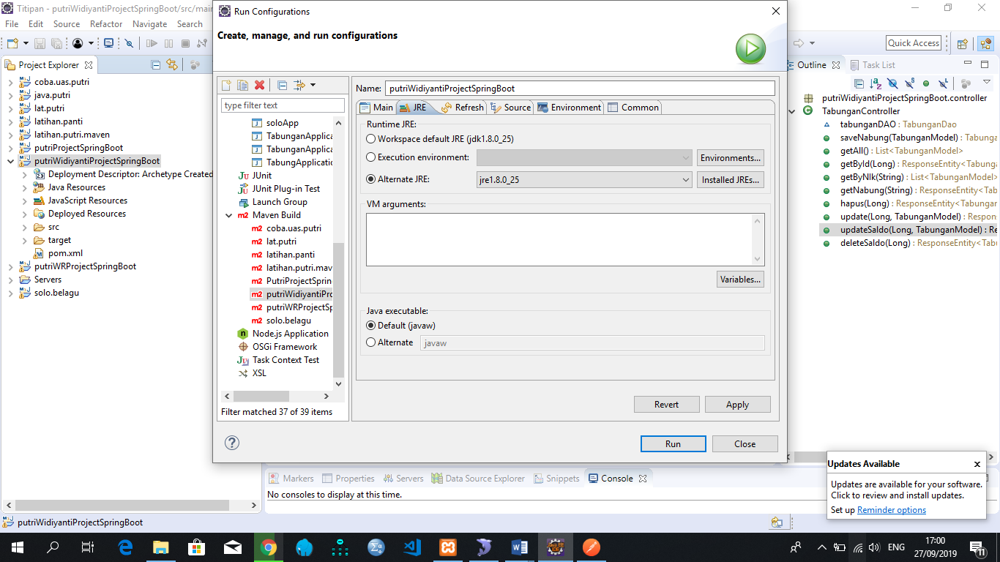 Titipan - putriWidiyantiProjectSpringBoot/src/main
File Edit Source Refactor Navigate Search
Quick Access
Project Explorer
coba.uas.putri
java.putri
lat.putri
latihan.panti
latihan.putri.maven
putriProjectSpringBoot
putriWidiyantiProjectSpringBoot
Deployment Descriptor: Archetype Created
Java Resources
JavaScript Resources
Deployed Resources
src
target
pom.xml
putriWRProjectSpringBoot
Servers
solo.belagu
Run Configurations
Create, manage, and run configurations
type filter text
soloApp
TabunganApplica
TabunganApplica
TabungApplicatio
JUnit
JUnit Plug-in Test
Launch Group
Maven Build
coba.uas.putri
lat.putri
latihan.panti
latihan.putri.mav
PutriProjectSprin
putriWidiyantiPro
putriWRProjectSp
solo.belagu
Node.js Application
OSGi Framework
Task Context Test
XSL
Filter matched 37 of 39 items
Name: putriWidiyantiProjectSpringBoot
Main JRE Refresh Source Environment Common
Runtime JRE:
Workspace default JRE (jdk1.8.0_25)
Execution environment: Environments...
Alternate JRE: jre1.8.0_25 Installed JREs...
VM arguments:
Variables...
Java executable:
Default (javaw)
Alternate javaw
Revert Apply
Run Close
Outline Task List
putriWidiyantiProjectSpringBoot.controller
TabunganController
tabunganDAO : TabunganDao
saveNabung(TabunganModel) : Tabunga
getAll() : List<TabunganModel>
getById(Long) : ResponseEntity<Tabunga
getByNIk(String) : List<TabunganModel>
getNabung(String) : ResponseEntity<Tab
hapus(Long) : ResponseEntity<Tabungan
update(Long, TabunganModel) : Respon
updateSaldo(Long, TabunganModel) : Re
deleteSaldo(Long) : ResponseEntity<Tab
Markers Properties Servers Data Source Explorer Snippets Console
No consoles to display at this time.
Updates Available
Updates are available for your software.
Click to review and install updates.
Set up Reminder options
putriWidiyantiProjectSpringBoot
ENG
17:00
27/09/2019
11